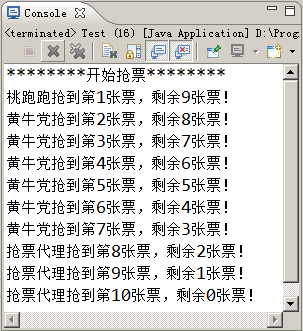 Console
<terminated> Test (16) [Java Application] D:\Prog
********开始抢票********
桃跑跑抢到第1张票，剩余9张票!
黄牛党抢到第2张票，剩余8张票!
黄牛党抢到第3张票，剩余7张票!
黄牛党抢到第4张票，剩余6张票!
黄牛党抢到第5张票，剩余5张票!
黄牛党抢到第6张票，剩余4张票!
黄牛党抢到第7张票，剩余3张票!
抢票代理抢到第8张票，剩余2张票!
抢票代理抢到第9张票，剩余1张票!
抢票代理抢到第10张票，剩余0张票!